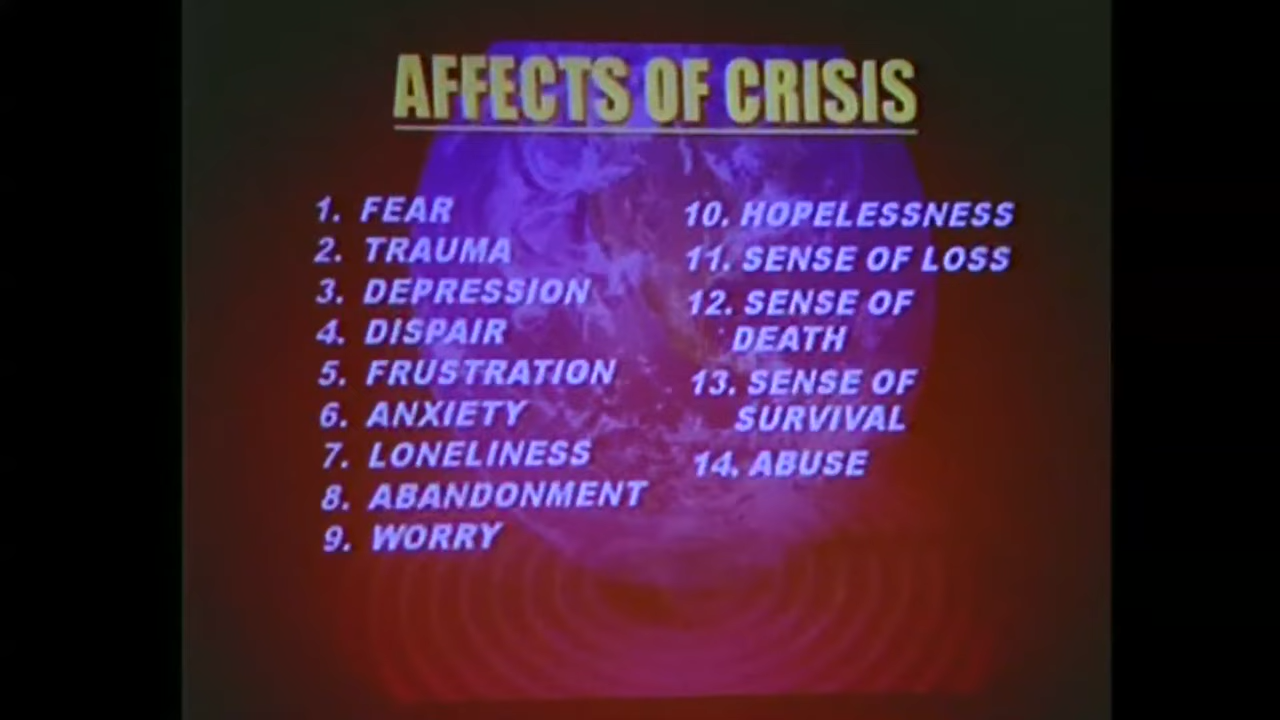 AFFECTS OF CRISIS
1. FEAR
2. TRAUMA
3. DEPRESSION
4. DISPAIR
5. FRUSTRATION
6. ANXIETY
7. LONELINESS
8. ABANDONMENT
9. WORRY
10. HOPELESSNESS
11. SENSE OF LOSS
12. SENSE OF
DEATH
13. SENSE OF
SURVIVAL
14. ABUSE